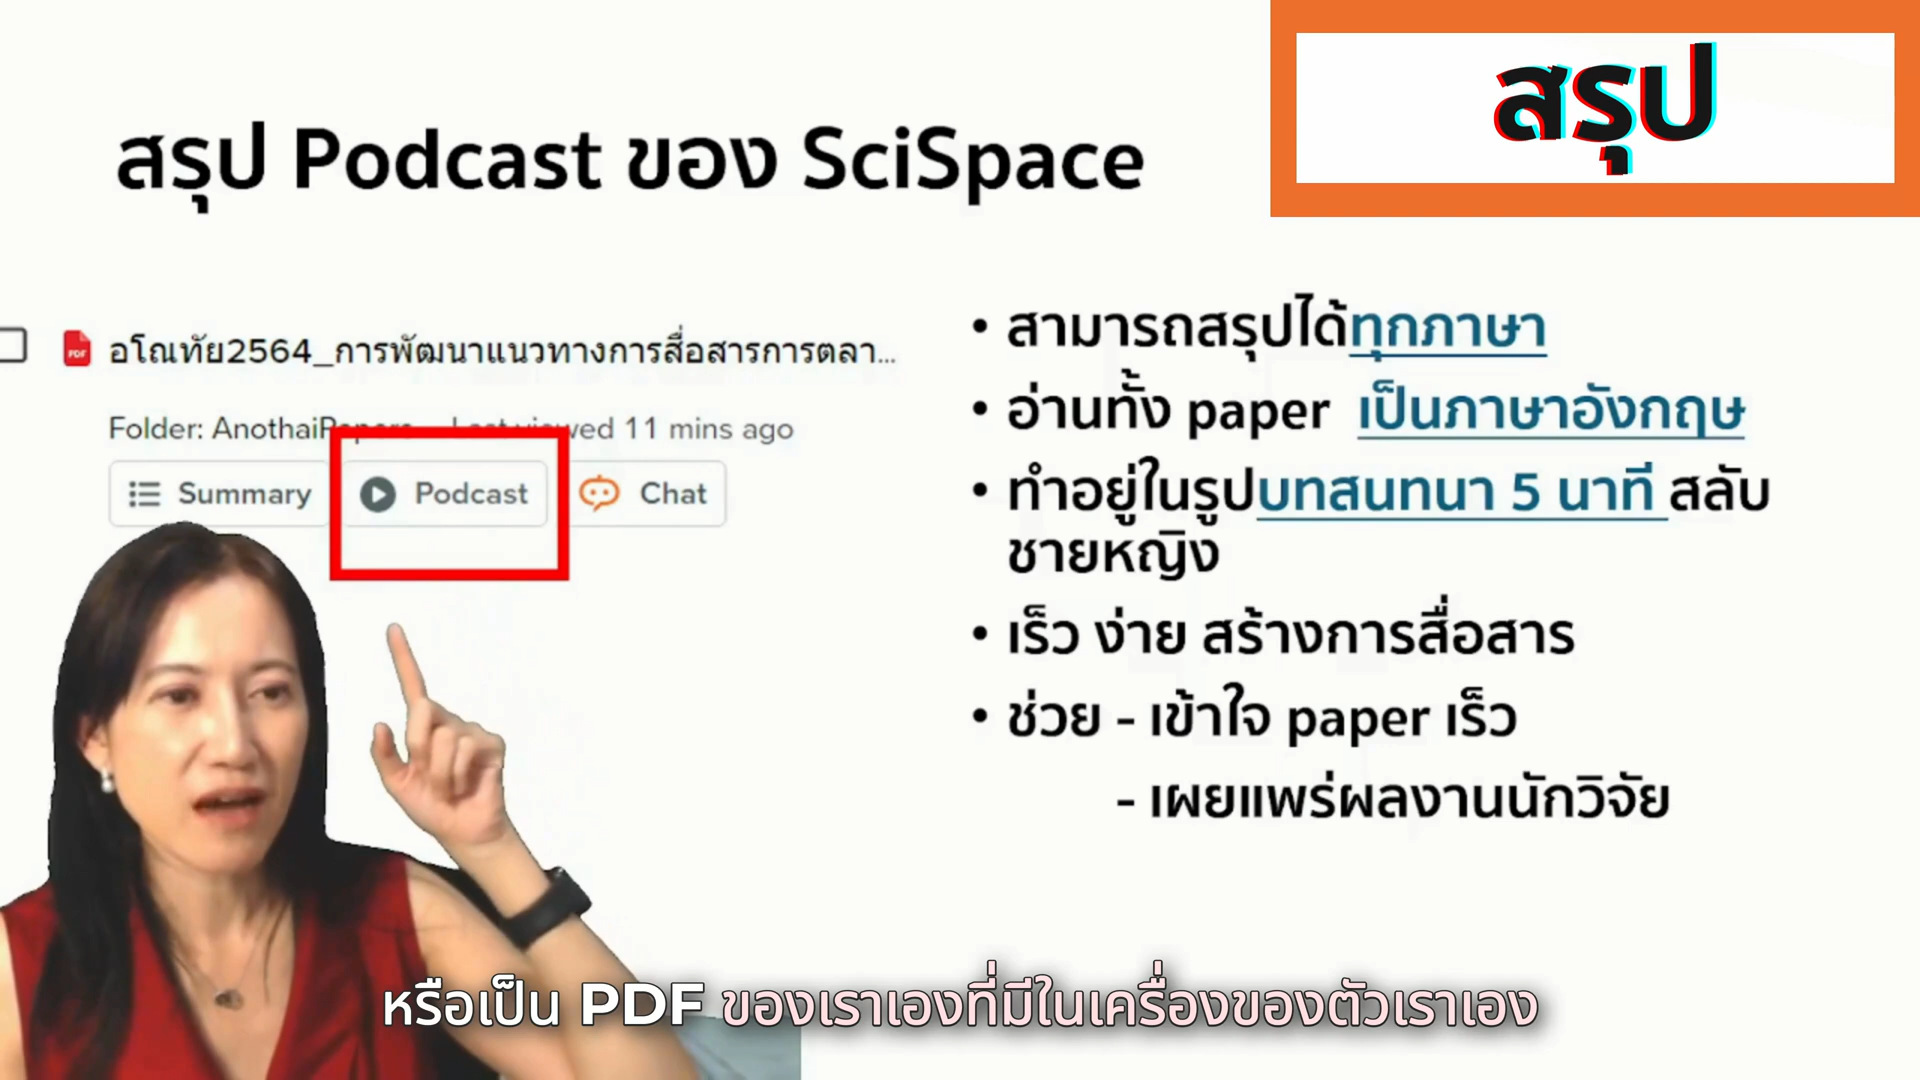 สรุป
สรุป Podcast ของ SciSpace
PDF
อโณทัย2564_การพัฒนาแนวทางการสื่อสารการตลา...
Folder: AnothaiPapers Last viewed 11 mins ago
Summary
Podcast
Chat
• สามารถสรุปได้ทุกภาษา
• อ่านทั้ง paper เป็นภาษาอังกฤษ
• ทำอยู่ในรูปบทสนทนา 5 นาที สลับ
ชายหญิง
• เร็ว ง่าย สร้างการสื่อสาร
• ช่วย - เข้าใจ paper เร็ว
- เผยแพร่ผลงานนักวิจัย
หรือเป็น PDF ของเราเองที่มีในเครื่องของตัวเราเอง